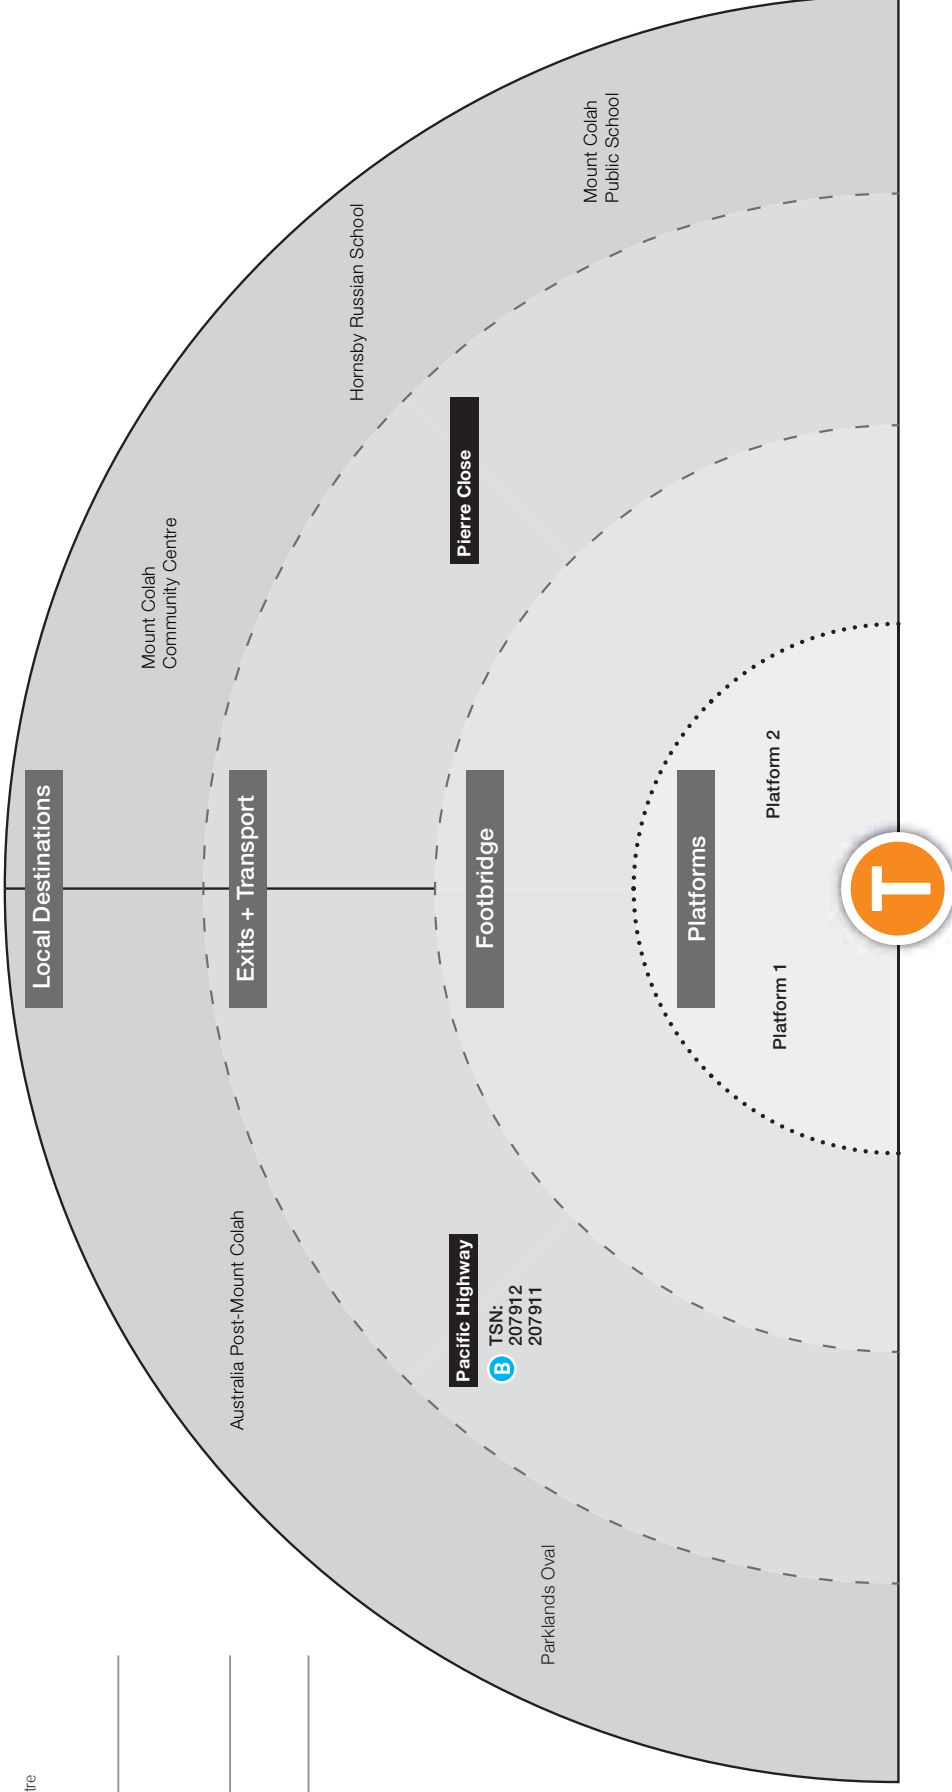 Local Destinations
Mount Colah
Community Centre
Australia Post-Mount Colah
Hornsby Russian School
Parklands Oval
Mount Colah
Public School
Exits + Transport
Pacific Highway
B
TSN:
207912
207911
Pierre Close
Footbridge
Platforms
Platform 1
Platform 2
T
tre